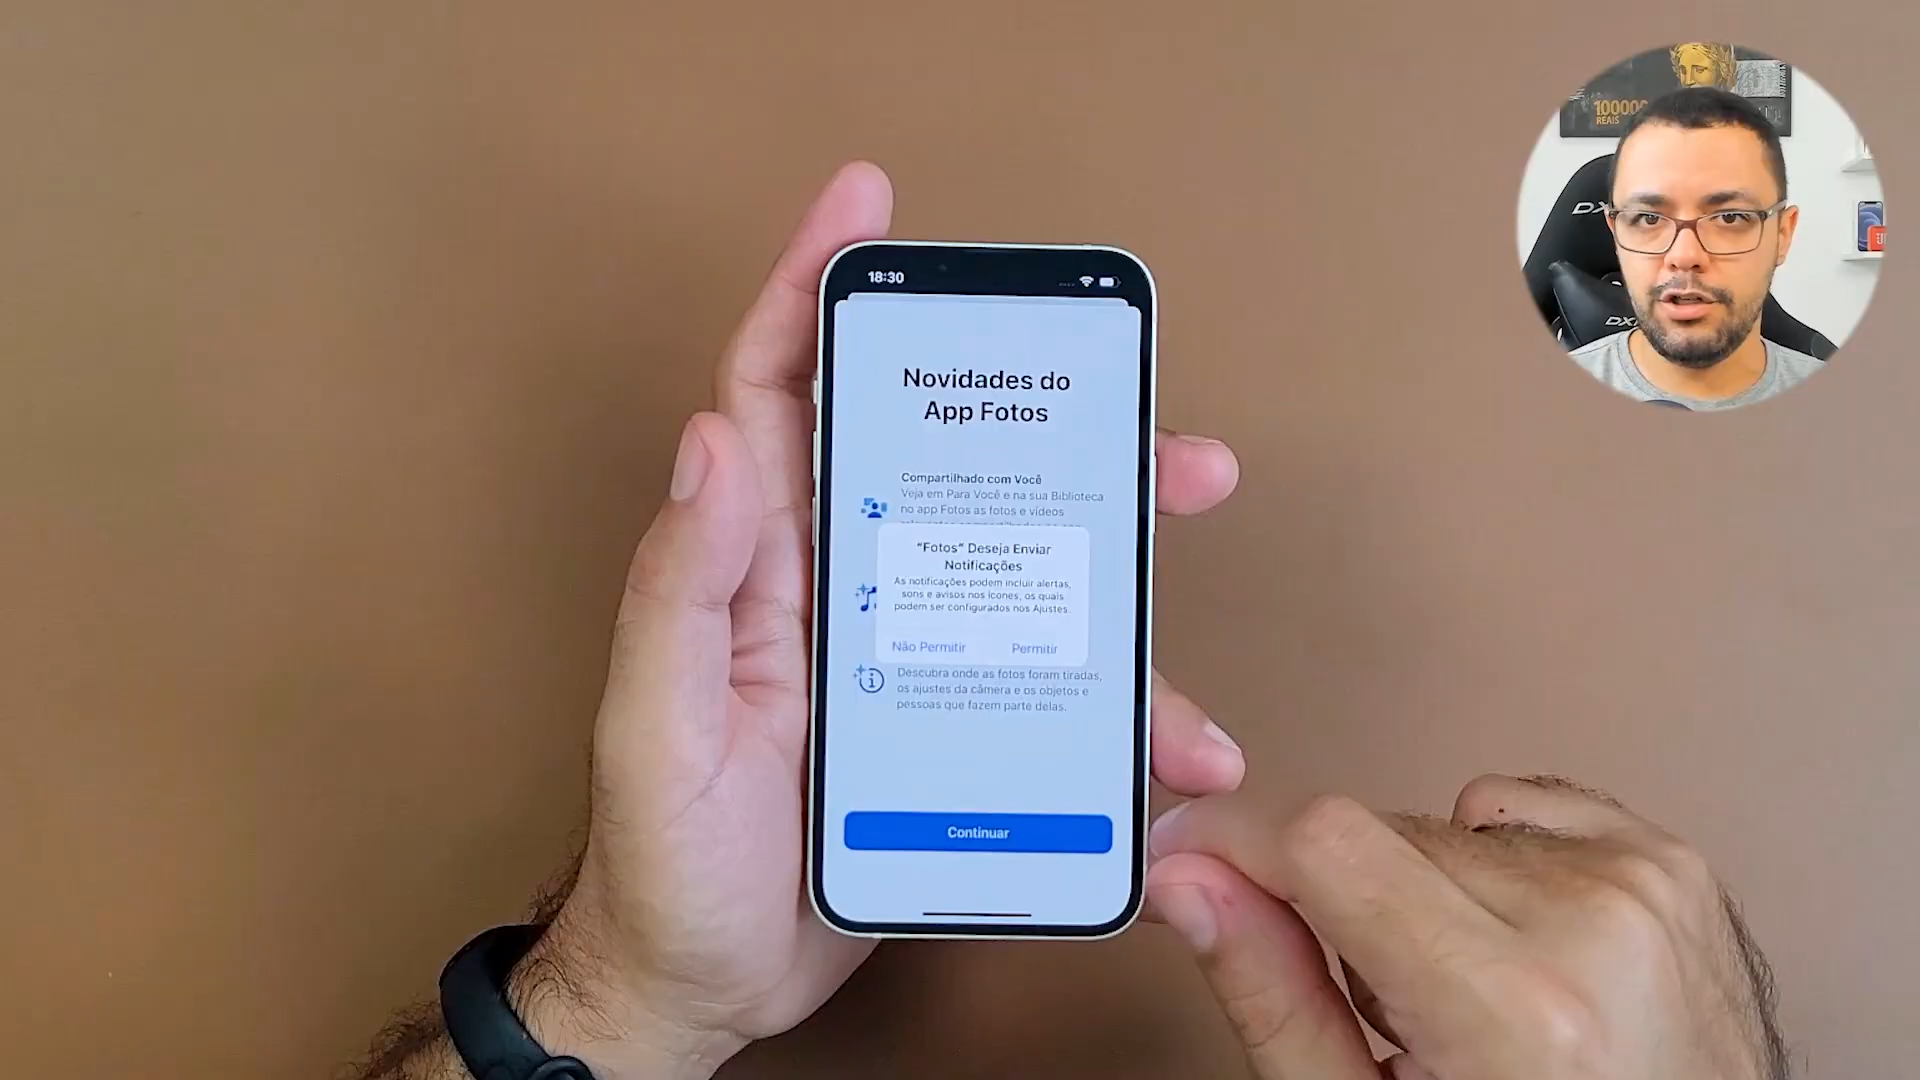 100000
REAIS
DX
DX
18:30
Novidades do
App Fotos
Compartilhado com Você
Veja em Para Você e na sua Biblioteca
no app Fotos as fotos e vídeos
"Fotos" Deseja Enviar
Notificações
As notificações podem incluir alertas,
sons e avisos nos ícones, os quais
podem ser configurados nos Ajustes.
Não Permitir
Permitir
Descubra onde as fotos foram tiradas,
os ajustes da câmera e os objetos e
pessoas que fazem parte delas.
Continuar